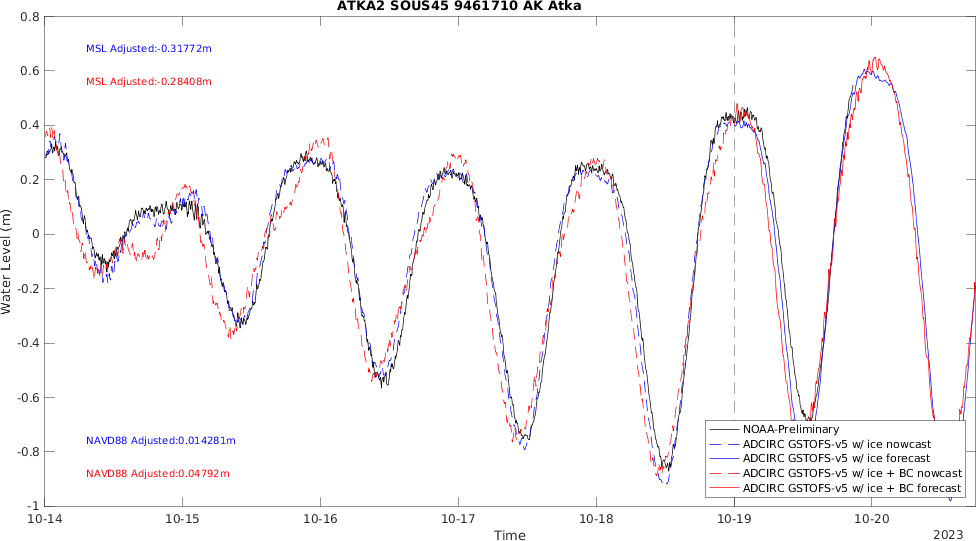 ATKA2 SOUS45 9461710 AK Atka
MSL Adjusted:-0.31772m
MSL Adjusted:-0.28408m
NAVD88 Adjusted:0.014281m
NAVD88 Adjusted:0.04792m
Water Level (m)
0.8
0.6
0.4
0.2
0
-0.2
-0.4
-0.6
-0.8
-1
NOAA-Preliminary
ADCIRC GSTOFS-v5 w/ ice nowcast
ADCIRC GSTOFS-v5 w/ ice forecast
ADCIRC GSTOFS-v5 w/ ice + BC nowcast
ADCIRC GSTOFS-v5 w/ ice + BC forecast
10-14 10-15 10-16 10-17 10-18 10-19 10-20
Time
2023